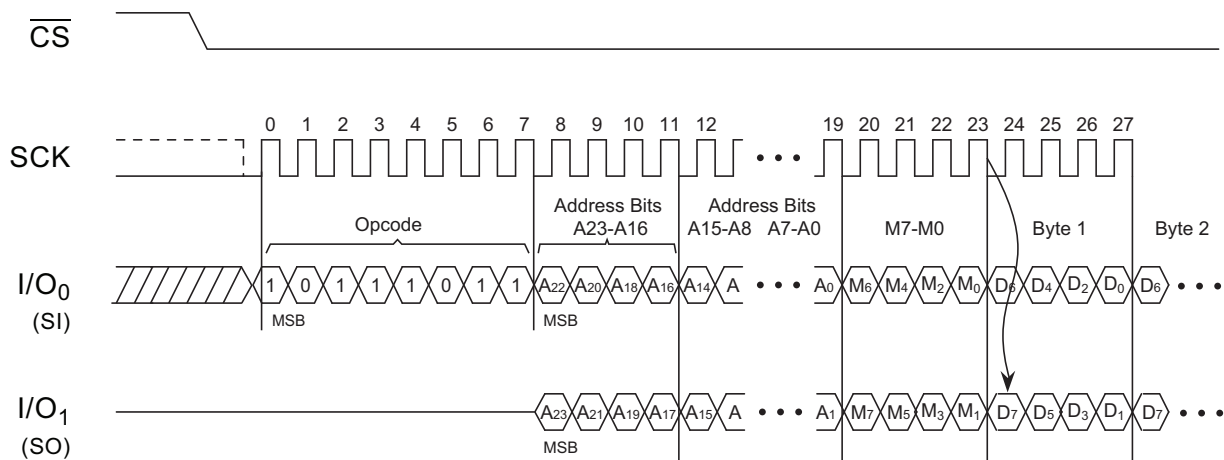 CS
SCK
0 1 2 3 4 5 6 7 8 9 10 11 12 19 20 21 22 23 24 25 26 27
Opcode
Address Bits
A23-A16
Address Bits
A15-A8 A7-A0
M7-M0
Byte 1
Byte 2
I/O0
(SI)
1 0 1 1 1 0 1 1 A22 A20 A18 A16 A14 A • • • A0 M6 M4 M2 M0 D6 D4 D2 D0 D6 • • •
MSB
MSB
I/O1
(SO)
A23 A21 A19 A17 A15 A • • • A1 M7 M5 M3 M1 D7 D5 D3 D1 D7 • • •
MSB